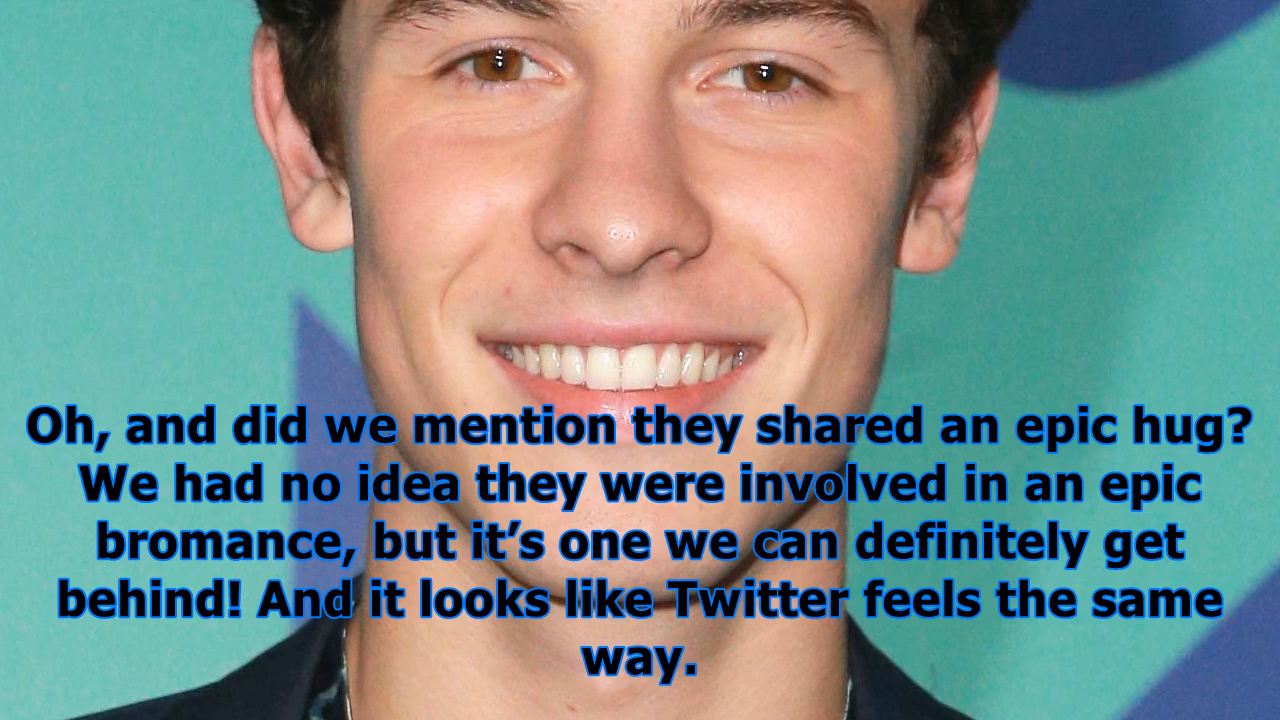 Oh, and did we mention they shared an epic hug?
We had no idea they were involved in an epic
bromance, but it’s one we can definitely get
behind! And it looks like Twitter feels the same
way.